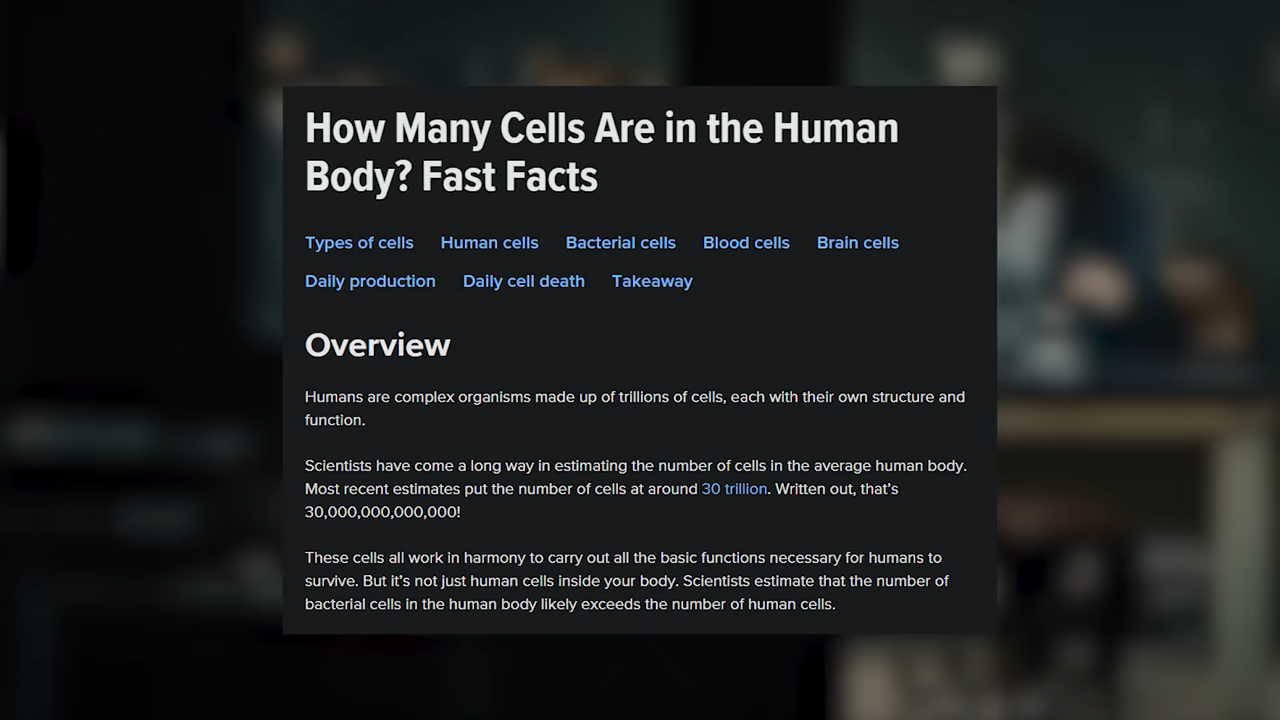 How Many Cells Are in the Human
Body? Fast Facts
Types of cells Human cells Bacterial cells Blood cells Brain cells
Daily production Daily cell death Takeaway
Overview
Humans are complex organisms made up of trillions of cells, each with their own structure and
function.
Scientists have come a long way in estimating the number of cells in the average human body.
Most recent estimates put the number of cells at around 30 trillion. Written out, that’s
30,000,000,000,000!
These cells all work in harmony to carry out all the basic functions necessary for humans to
survive. But it’s not just human cells inside your body. Scientists estimate that the number of
bacterial cells in the human body likely exceeds the number of human cells.